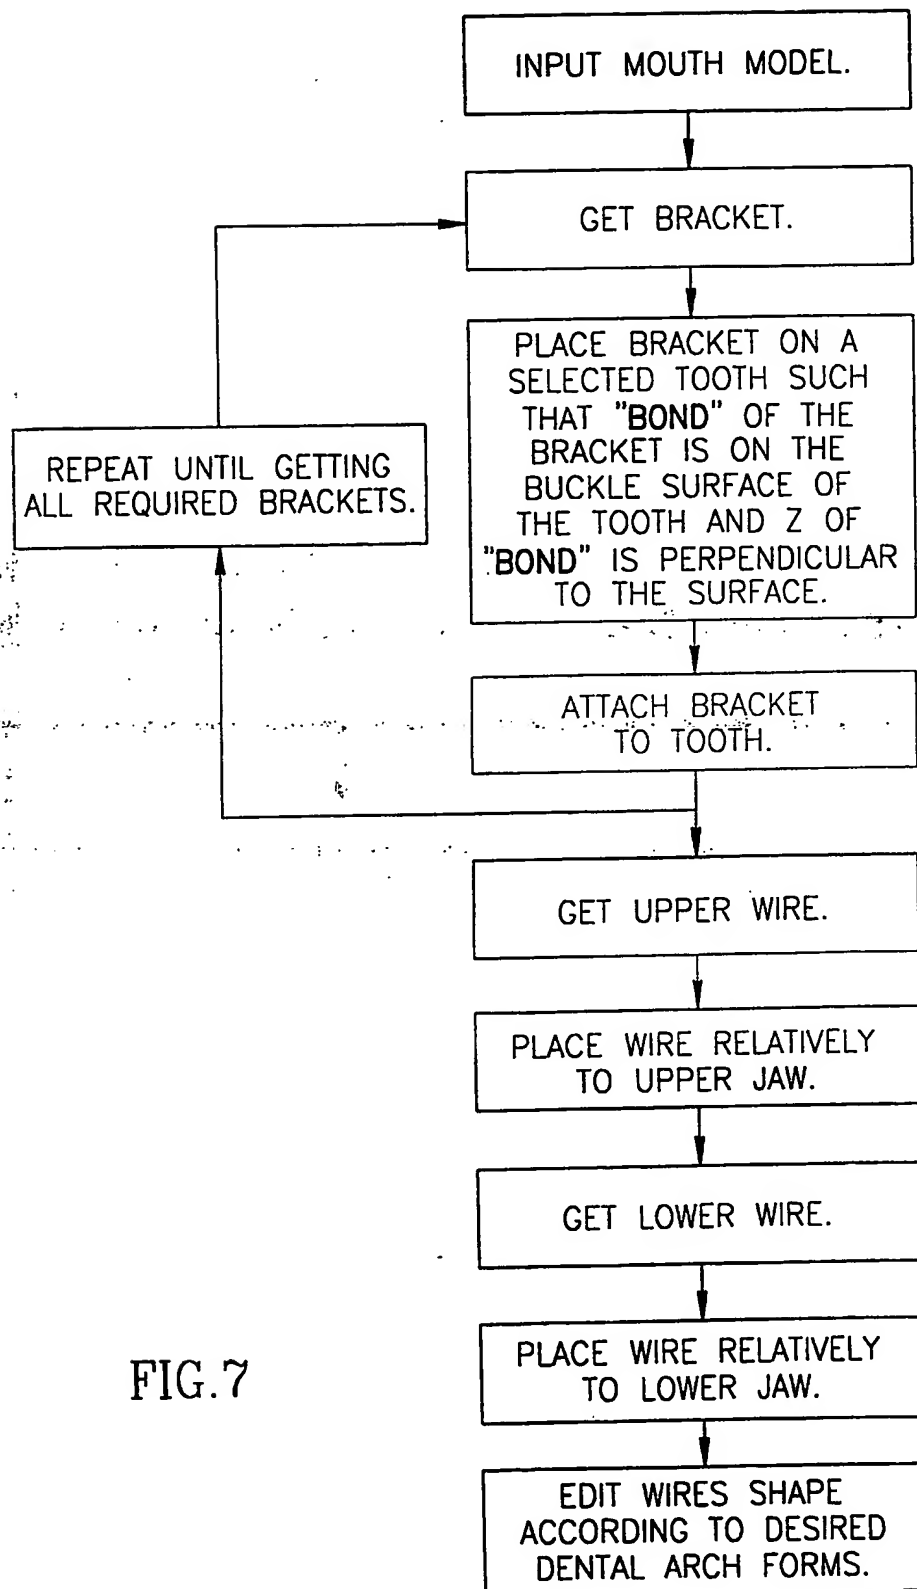 INPUT MOUTH MODEL.
GET BRACKET.
PLACE BRACKET ON A
SELECTED TOOTH SUCH
THAT "BOND" OF THE
BRACKET IS ON THE
BUCKLE SURFACE OF
THE TOOTH AND Z OF
"BOND" IS PERPENDICULAR
TO THE SURFACE.
REPEAT UNTIL GETTING
ALL REQUIRED BRACKETS.
ATTACH BRACKET
TO TOOTH.
GET UPPER WIRE.
PLACE WIRE RELATIVELY
TO UPPER JAW.
GET LOWER WIRE.
PLACE WIRE RELATIVELY
TO LOWER JAW.
EDIT WIRES SHAPE
ACCORDING TO DESIRED
DENTAL ARCH FORMS.
FIG.7